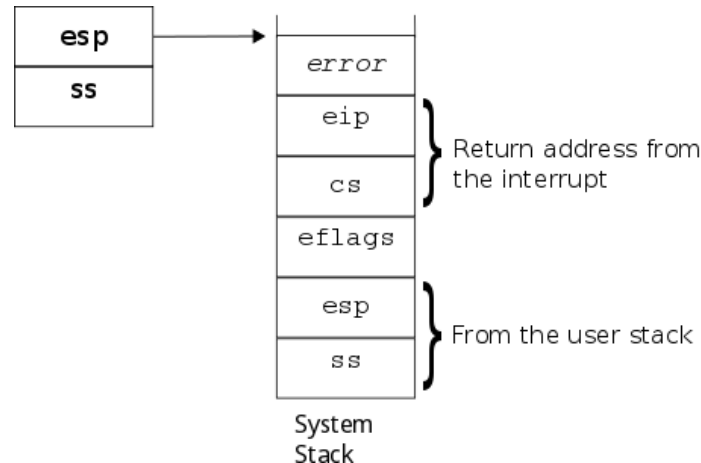 esp
ss
error
eip
cs
eflags
esp
ss
Return address from
the interrupt
From the user stack
System
Stack